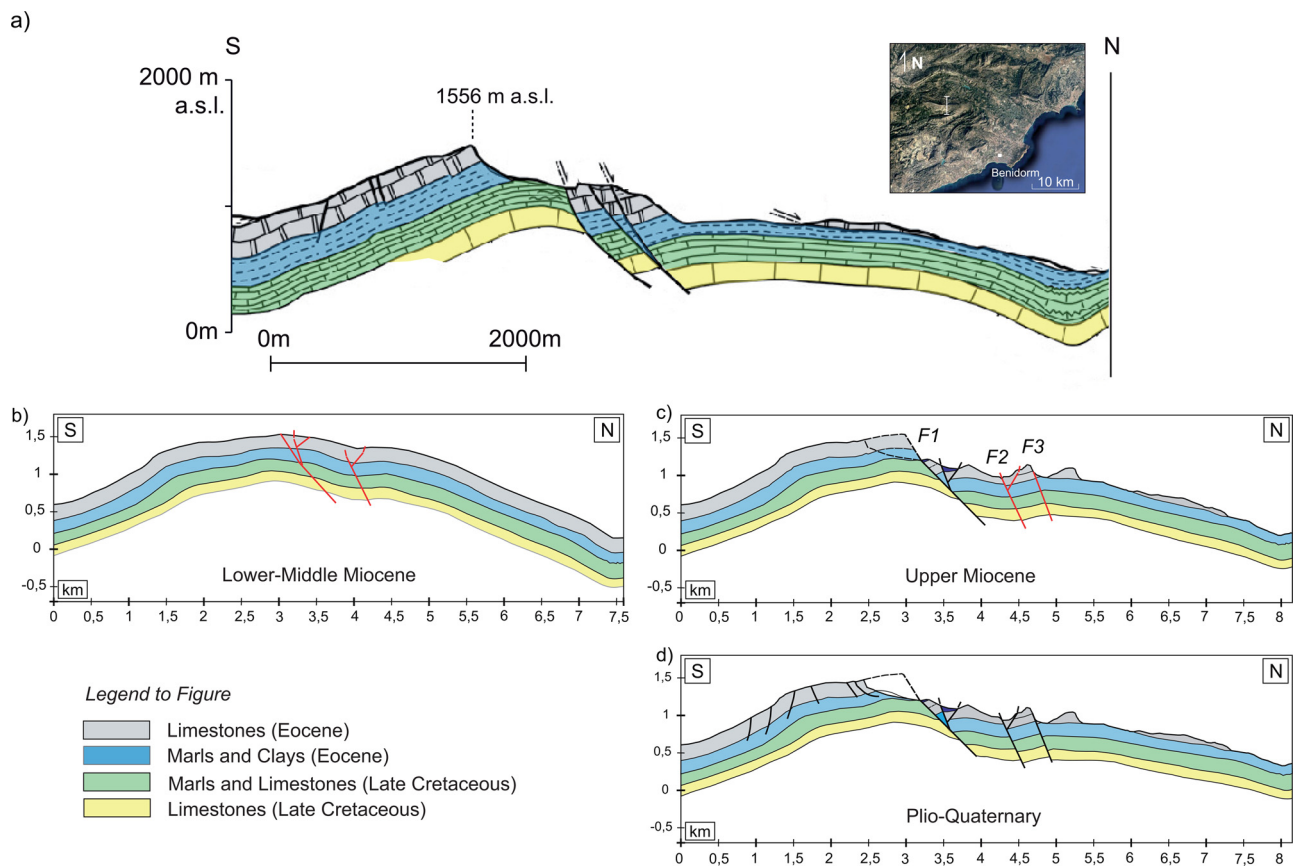 a)
S
N
2000 m
a.s.l.
1556 m a.s.l.
N
Benidorm
10 km
0m
0m
2000m
b)
S
N
1,5
1
0,5
0
-0,5
km
Lower-Middle Miocene
0 0,5 1 1,5 2 2,5 3 3,5 4 4,5 5 5,5 6 6,5 7 7,5
c)
S
N
F1
F2
F3
1,5
1
0,5
0
-0,5
km
Upper Miocene
0 0,5 1 1,5 2 2,5 3 3,5 4 4,5 5 5,5 6 6,5 7 7,5 8
Legend to Figure
Limestones (Eocene)
Marls and Clays (Eocene)
Marls and Limestones (Late Cretaceous)
Limestones (Late Cretaceous)
d)
S
N
1,5
1
0,5
0
-0,5
km
Plio-Quaternary
0 0,5 1 1,5 2 2,5 3 3,5 4 4,5 5 5,5 6 6,5 7 7,5 8